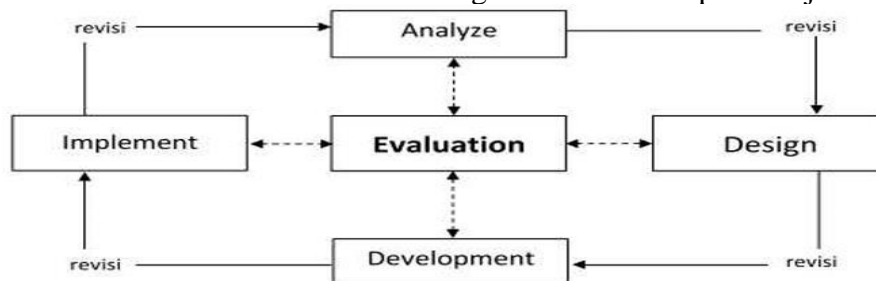 revisi
Analyze
revisi
Implement
Evaluation
Design
revisi
Development
revisi